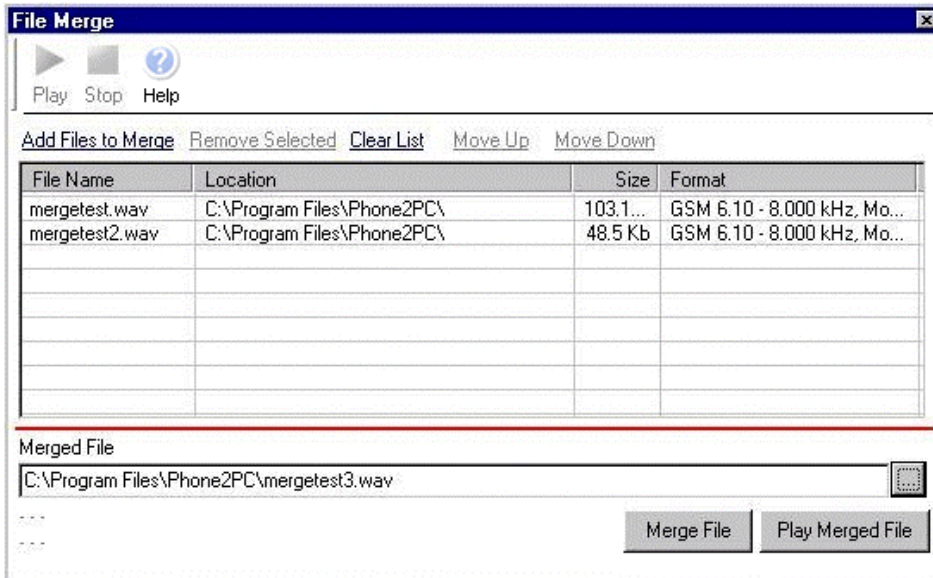 File Merge
Play Stop Help
Add Files to Merge Remove Selected Clear List Move Up Move Down
File Name Location Size Format
mergetest.wav C:\Program Files\Phone2PC\ 103.1... GSM 6.10 - 8.000 kHz, Mo...
mergetest2.wav C:\Program Files\Phone2PC\ 48.5 Kb GSM 6.10 - 8.000 kHz, Mo...
Merged File
C:\Program Files\Phone2PC\mergetest3.wav ...
- - -
Merge File Play Merged File
- - -